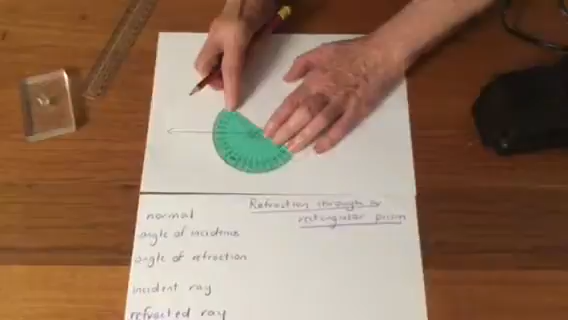 Refraction through a
rectangular prism
normal
angle of incidence
angle of refraction
incident ray
refracted ray